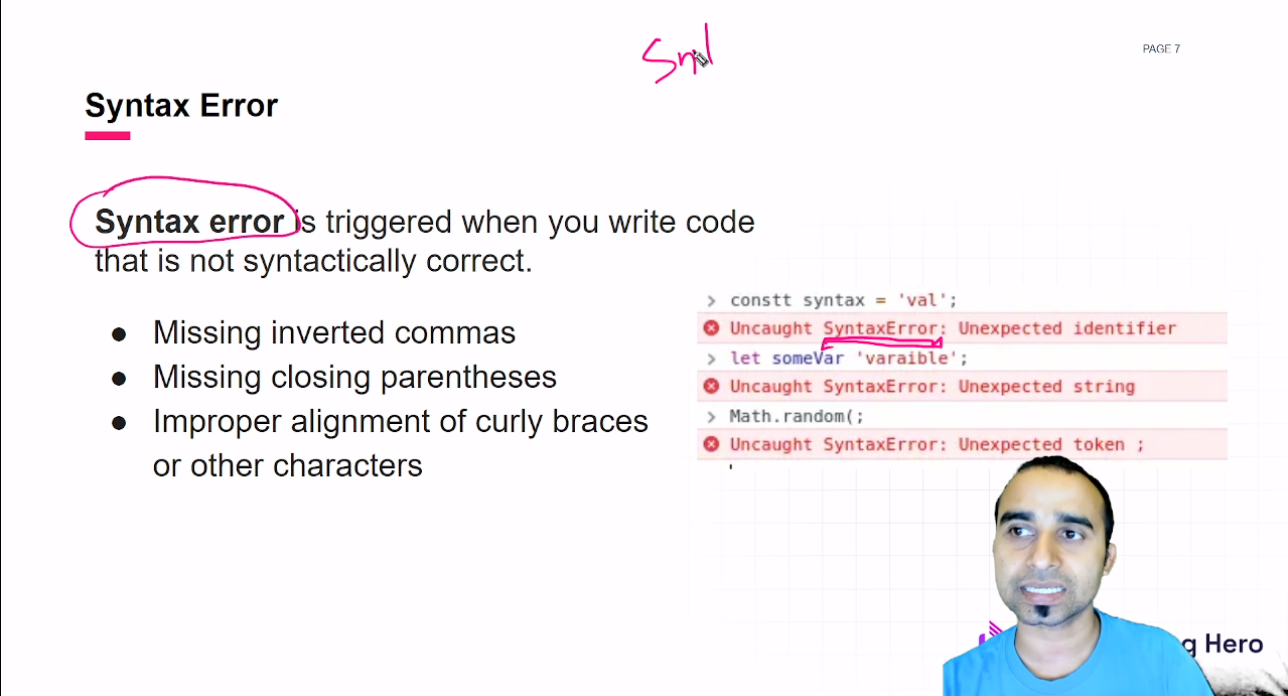 PAGE 7
Syntax Error
Syntax error is triggered when you write code
that is not syntactically correct.
● Missing inverted commas
● Missing closing parentheses
● Improper alignment of curly braces
or other characters
> constt syntax = 'val';
Uncaught SyntaxError: Unexpected identifier
> let someVar 'varaible';
Uncaught SyntaxError: Unexpected string
> Math.random(;
Uncaught SyntaxError: Unexpected token ;
g Hero